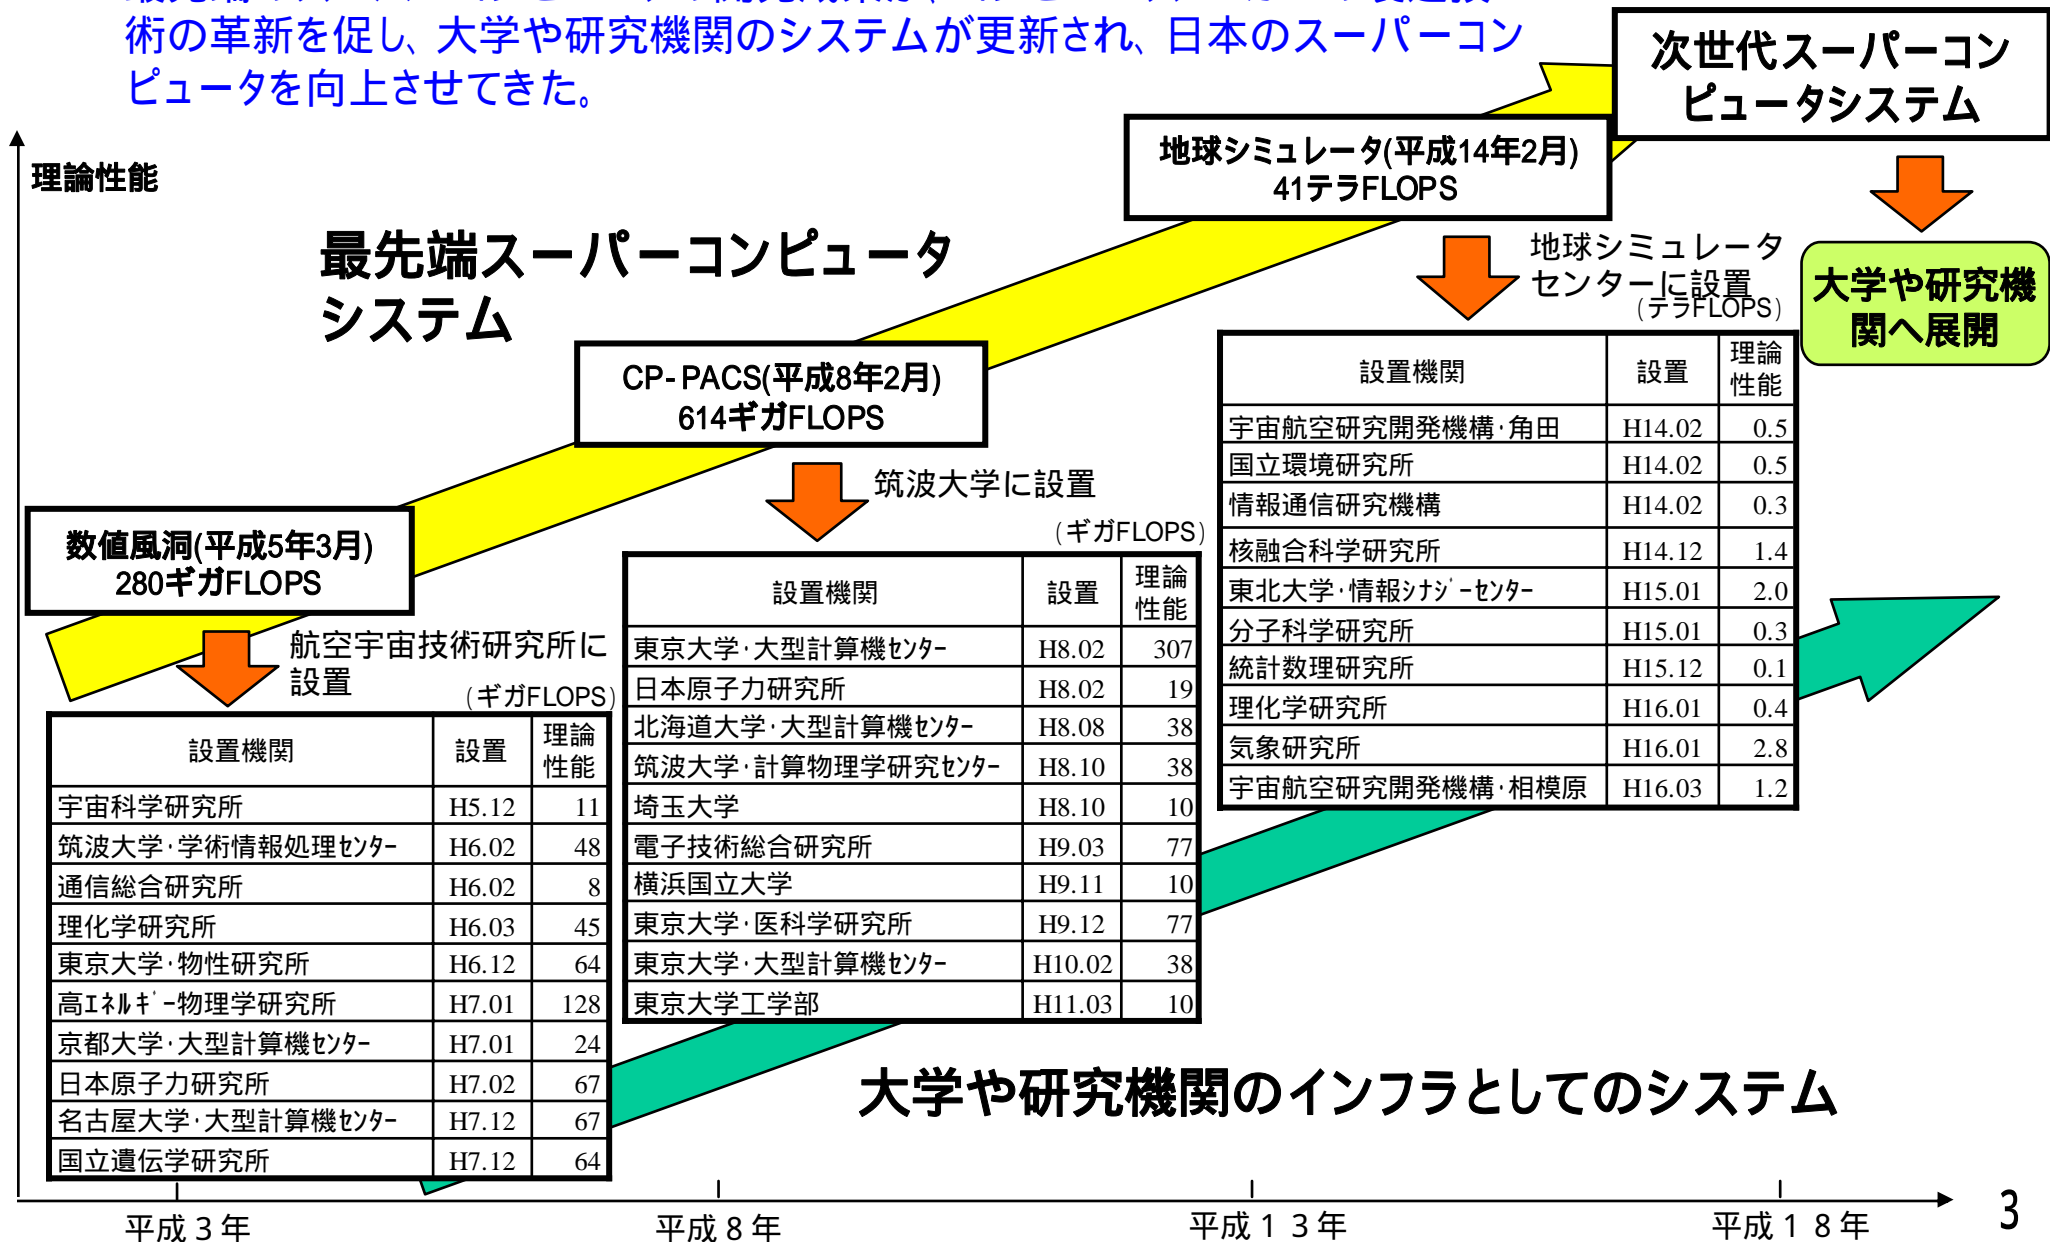 術の革新を促し、大学や研究機関のシステムが更新され、日本のスーパーコン
ピュータを向上させてきた。
次世代スーパーコン
ピュータシステム
理論性能
地球シミュレータ(平成14年2月)
41テラFLOPS
最先端スーパーコンピュータ
システム
地球シミュレータ
センターに設置
(テラFLOPS)
大学や研究機
関へ展開
CP-PACS(平成8年2月)
614ギガFLOPS
筑波大学に設置
(ギガFLOPS)
数値風洞(平成5年3月)
280ギガFLOPS
航空宇宙技術研究所に
設置
(ギガFLOPS)
設置機関 設置 理論性能
宇宙科学研究所 H5.12 11
筑波大学・学術情報処理ｾﾝﾀｰ H6.02 48
通信総合研究所 H6.02 8
理化学研究所 H6.03 45
東京大学・物性研究所 H6.12 64
高ｴﾈﾙｷﾞｰ物理学研究所 H7.01 128
京都大学・大型計算機ｾﾝﾀｰ H7.01 24
日本原子力研究所 H7.02 67
名古屋大学・大型計算機ｾﾝﾀｰ H7.12 67
国立遺伝学研究所 H7.12 64
設置機関 設置 理論性能
東京大学・大型計算機ｾﾝﾀｰ H8.02 307
日本原子力研究所 H8.02 19
北海道大学・大型計算機ｾﾝﾀｰ H8.08 38
筑波大学・計算物理学研究ｾﾝﾀｰ H8.10 38
埼玉大学 H8.10 10
電子技術総合研究所 H9.03 77
横浜国立大学 H9.11 10
東京大学・医科学研究所 H9.12 77
東京大学・大型計算機ｾﾝﾀｰ H10.02 38
東京大学工学部 H11.03 10
設置機関 設置 理論性能
宇宙航空研究開発機構・角田 H14.02 0.5
国立環境研究所 H14.02 0.5
情報通信研究機構 H14.02 0.3
核融合科学研究所 H14.12 1.4
東北大学・情報ｼﾅｼﾞｰｾﾝﾀｰ H15.01 2.0
分子科学研究所 H15.01 0.3
統計数理研究所 H15.12 0.1
理化学研究所 H16.01 0.4
気象研究所 H16.01 2.8
宇宙航空研究開発機構・相模原 H16.03 1.2
大学や研究機関のインフラとしてのシステム
平成３年
平成８年
平成１３年
平成１８年
3